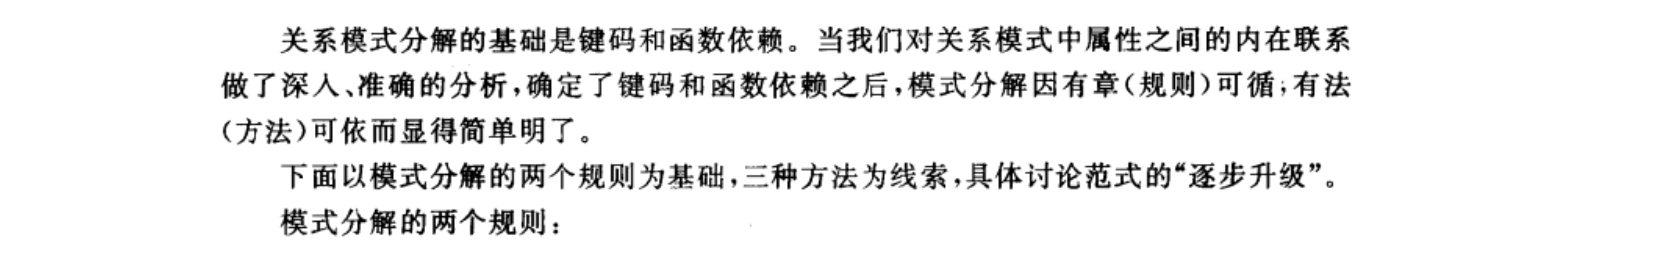 关系模式分解的基础是键码和函数依赖。当我们对关系模式中属性之间的内在联系
做了深人、准确的分析,确定了键码和函数依赖之后,模式分解因有章(规则)可循;有法
(方法)可依而显得简单明了。
下面以模式分解的两个规则为基础,三种方法为线索,具体讨论范式的“逐步升级”。
模式分解的两个规则: